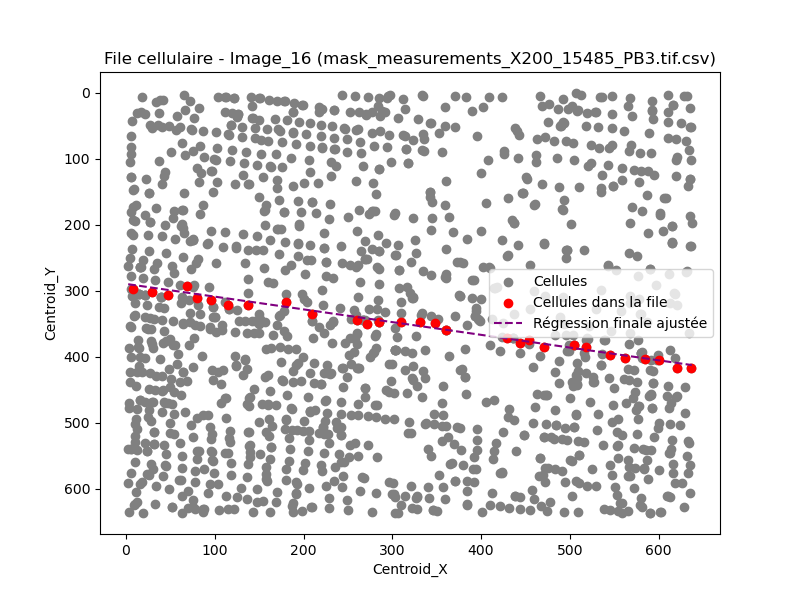 File cellulaire - Image_16 (mask_measurements_X200_15485_PB3.tif.csv)
0
100
200
300
400
500
600
Centroid_Y
Cellules
Cellules dans la file
Régression finale ajustée
0 100 200 300 400 500 600
Centroid_X